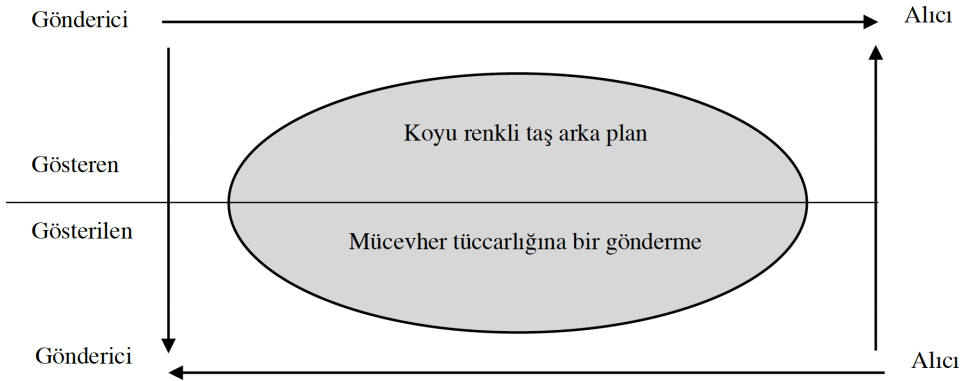 Gönderici
Alıcı
Koyu renkli taş arka plan
Gösteren
Gösterilen
Mücevher tüccarlığına bir gönderme
Gönderici
Alıcı